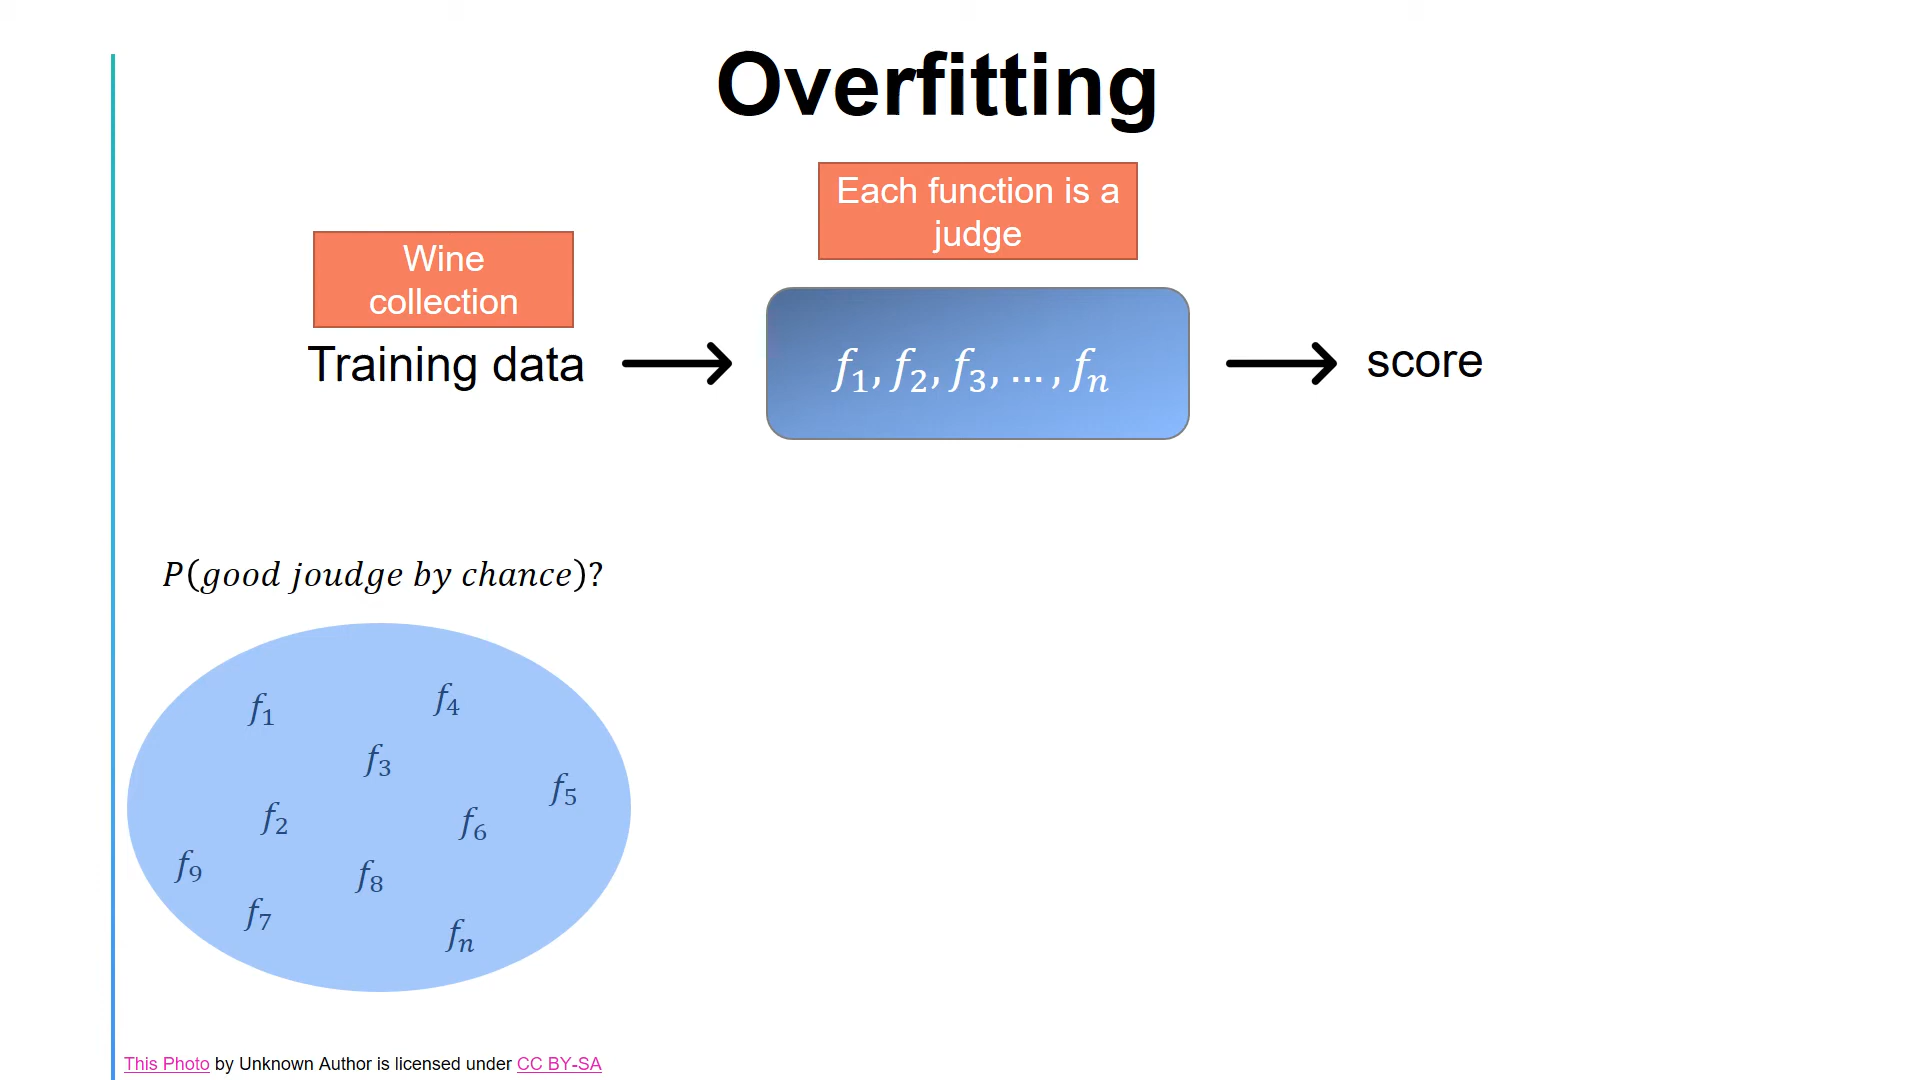 Overfitting
Each function is a
judge
Wine
collection
Training data
f₁, f₂, f₃, … , fₙ
score
P(good joudge by chance)?
f₁
f₄
f₃
f₅
f₂
f₆
f₉
f₈
f₇
fₙ
This Photo by Unknown Author is licensed under CC BY-SA